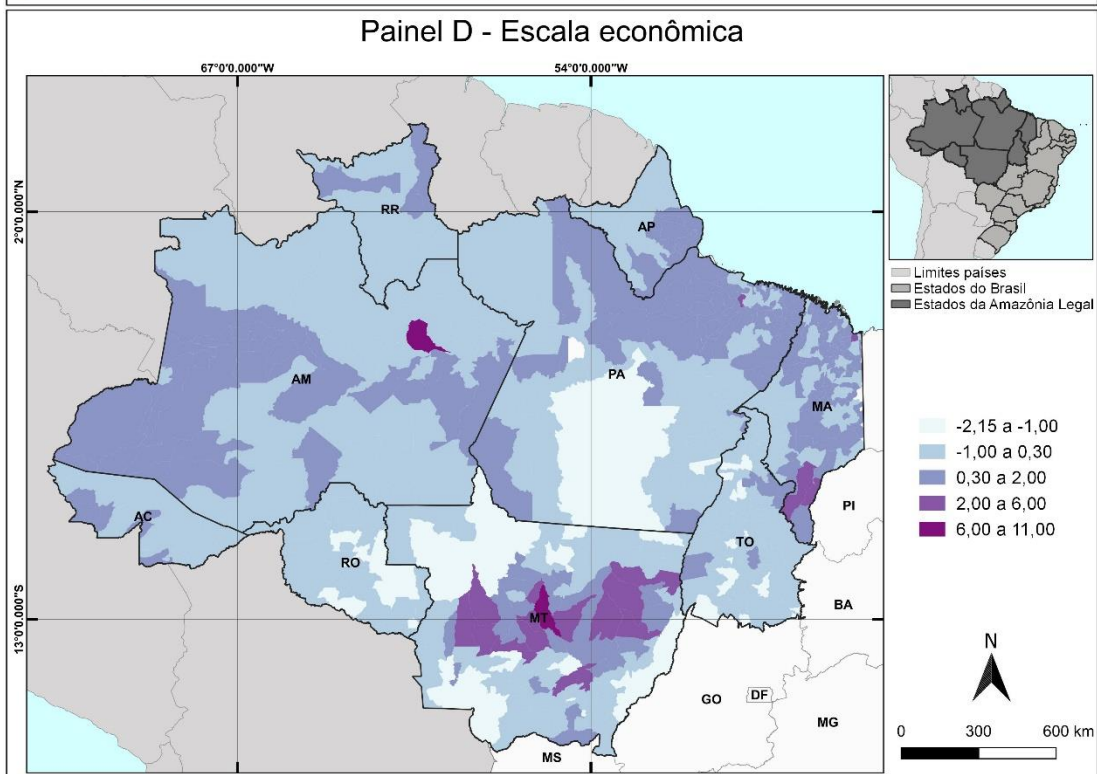 Painel D - Escala econômica
67°0'0.000"W
54°0'0.000"W
2°0'0.000"N
13°0'0.000"S
RR
AP
AM
PA
MA
AC
RO
TO
MT
PI
BA
GO
DF
MG
MS
Limites países
Estados do Brasil
Estados da Amazônia Legal
-2,15 a -1,00
-1,00 a 0,30
0,30 a 2,00
2,00 a 6,00
6,00 a 11,00
N
0 300 600 km